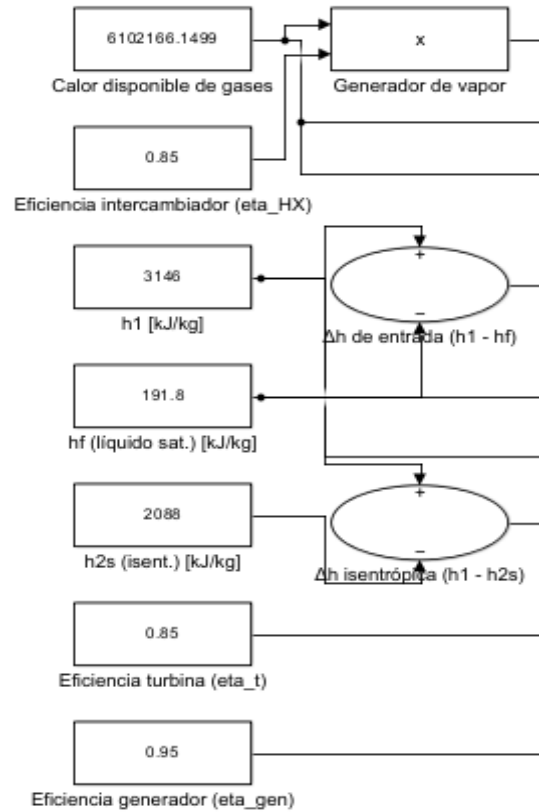 6102166.1499
Calor disponible de gases
x
Generador de vapor
0.85
Eficiencia intercambiador (eta_HX)
3146
h1 [kJ/kg]
+
−
Δh de entrada (h1 - hf)
191.8
hf (líquido sat.) [kJ/kg]
2088
h2s (isent.) [kJ/kg]
+
−
Δh isentrópica (h1 - h2s)
0.85
Eficiencia turbina (eta_t)
0.95
Eficiencia generador (eta_gen)